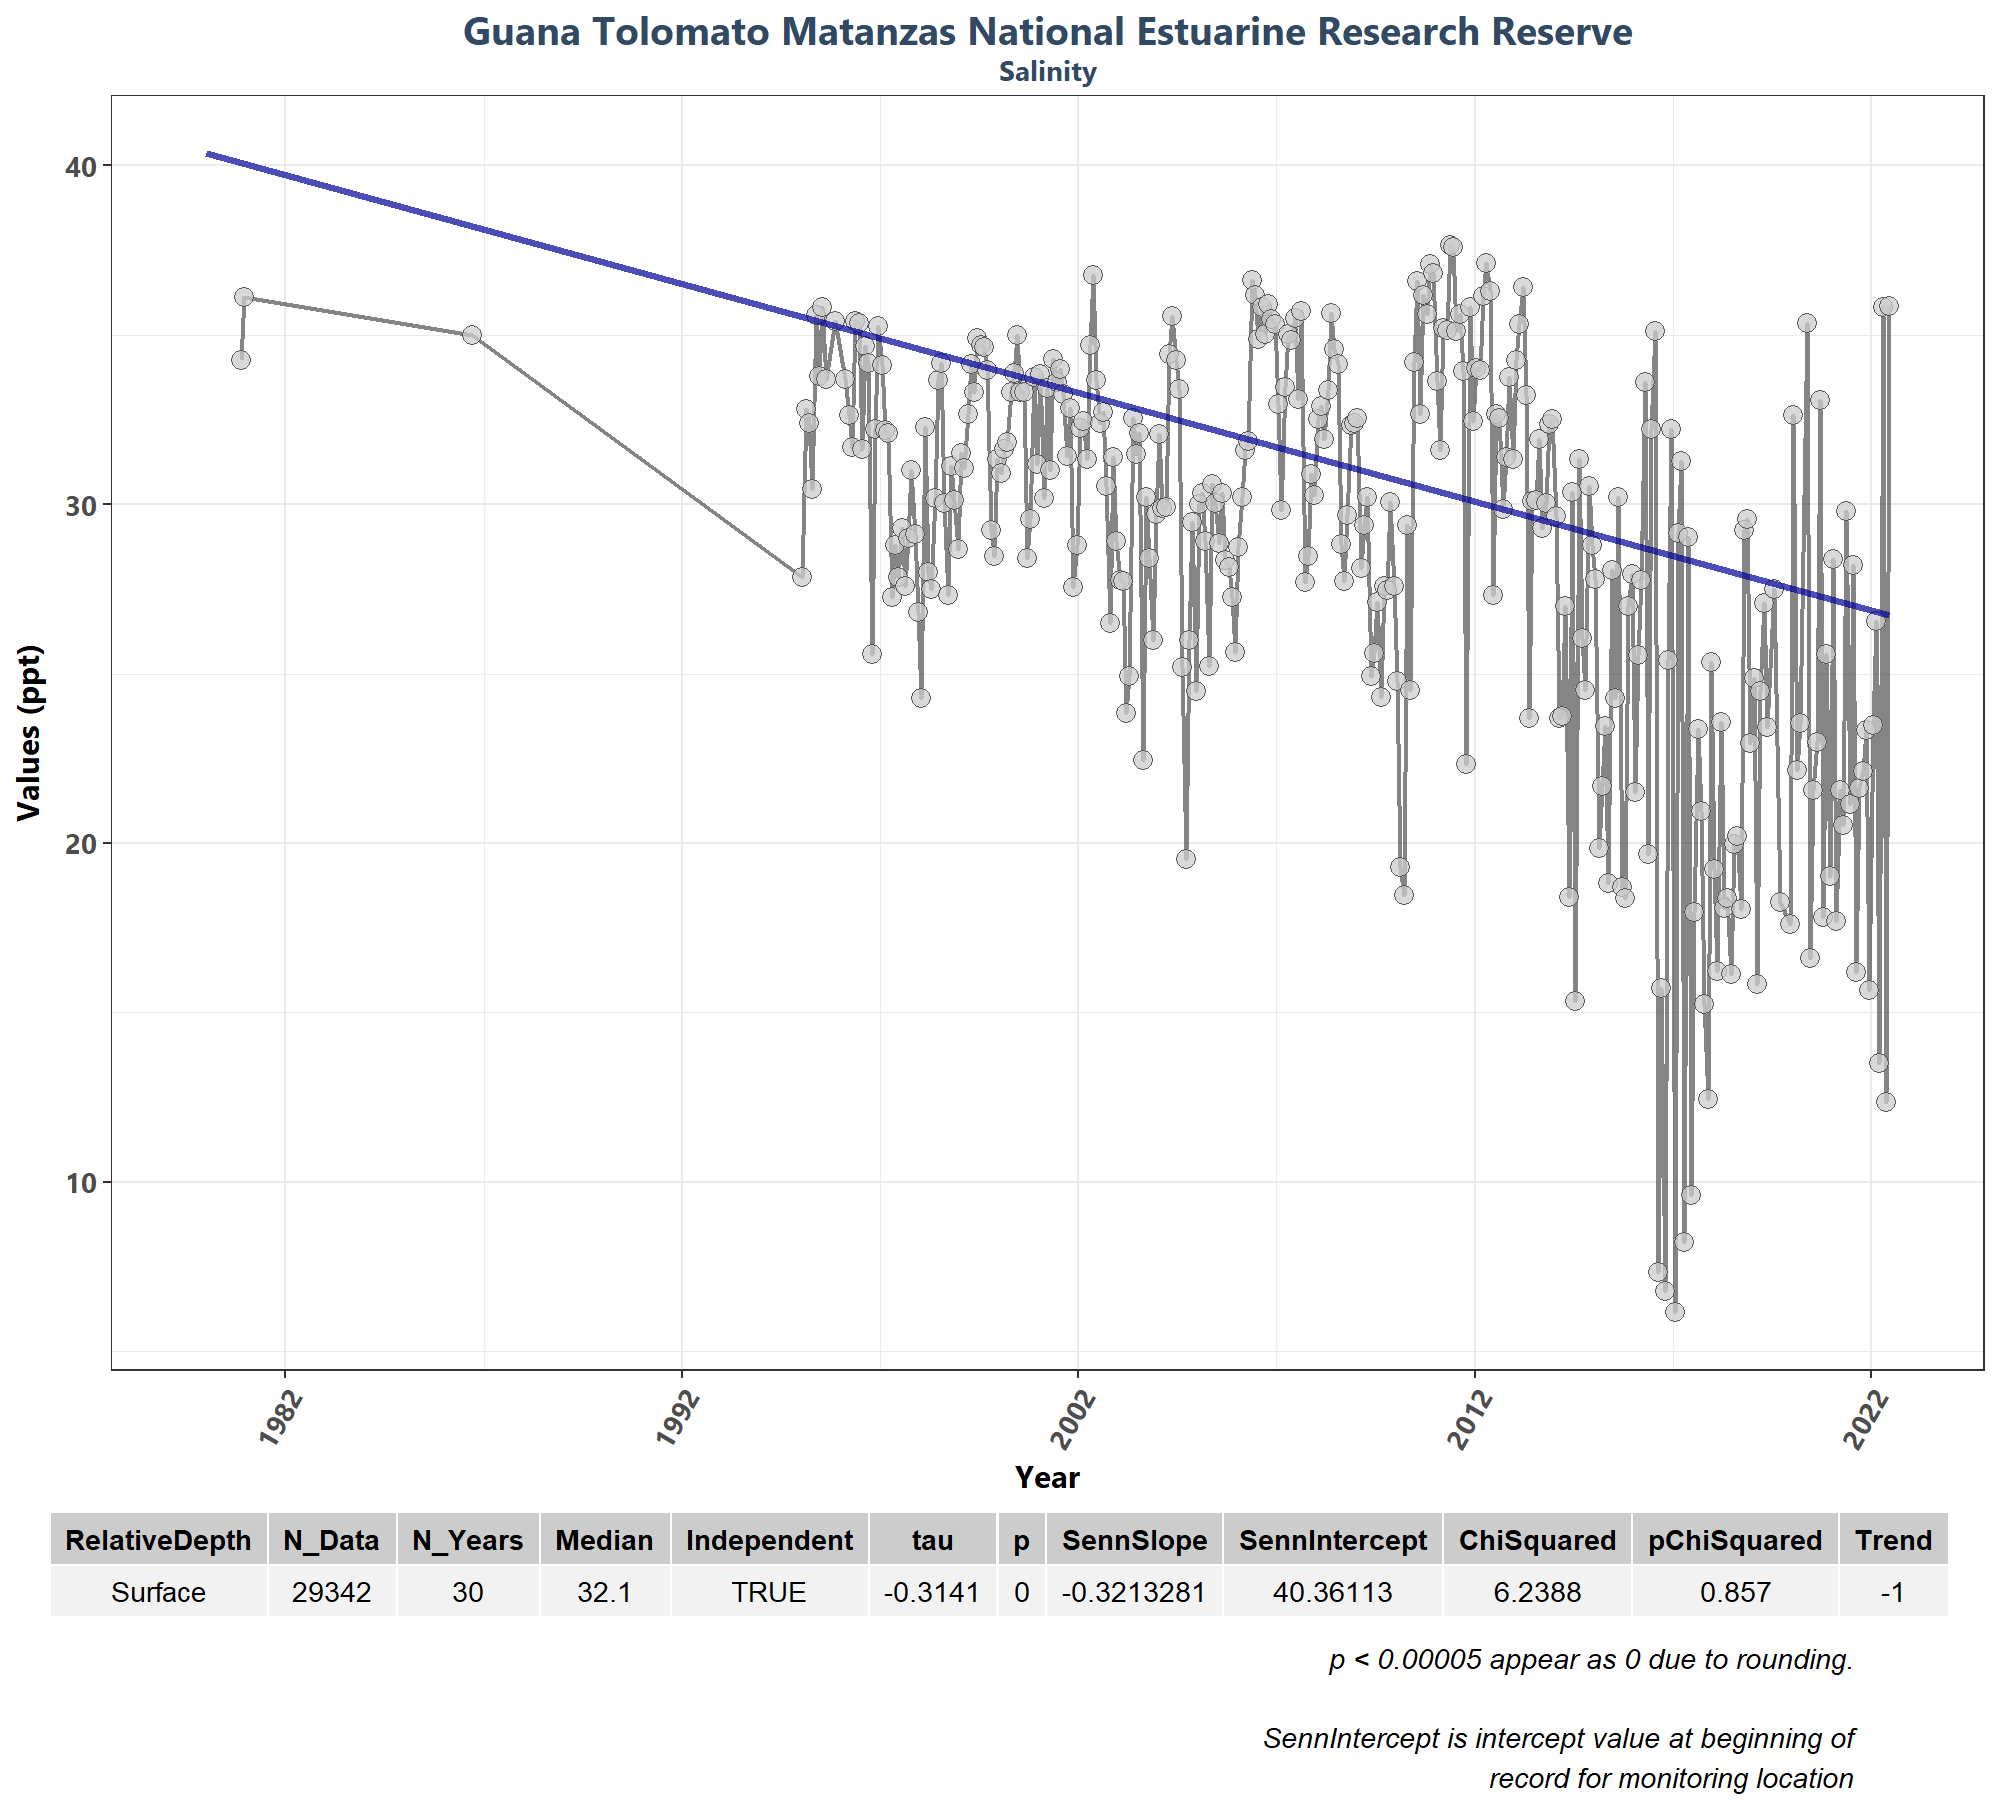 Guana Tolomato Matanzas National Estuarine Research Reserve
Salinity
40
30
20
10
Values (ppt)
1982
1992
2002
2012
2022
Year
RelativeDepth N_Data N_Years Median Independent tau p SennSlope SennIntercept ChiSquared pChiSquared Trend
Surface 29342 30 32.1 TRUE -0.3141 0 -0.3213281 40.36113 6.2388 0.857 -1
p < 0.00005 appear as 0 due to rounding.
SennIntercept is intercept value at beginning of
record for monitoring location